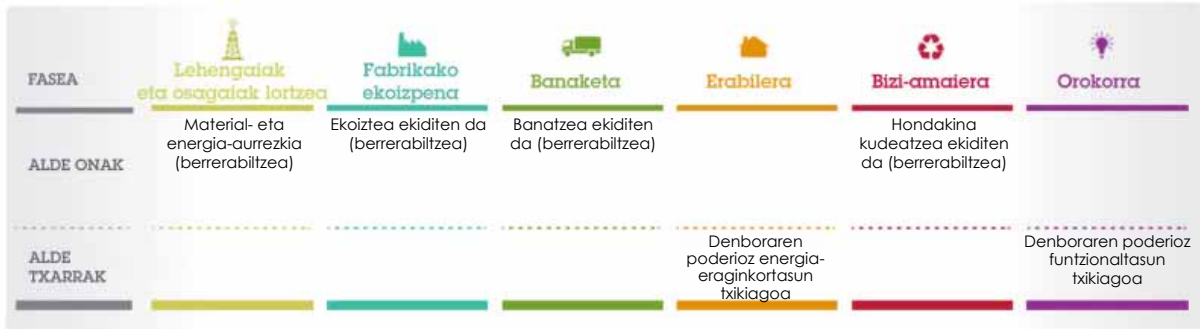 FASEA
Lehengaiak
eta osagaiak lortzea
Fabrikako
ekoizpena
Banaketa
Erabilera
Bizi-amaiera
Orokorra
ALDE ONAK
Material- eta
energia-aurrezkia
(berrerabiltzea)
Ekoiztea ekiditen da
(berrerabiltzea)
Banatzea ekiditen
da (berrerabiltzea)
Hondakina
kudeatzea ekiditen
da (berrerabiltzea)
ALDE
TXARRAK
Denboraren
poderioz energia-
eraginkortasun
txikiagoa
Denboraren poderioz
funtzionaltasun
txikiagoa